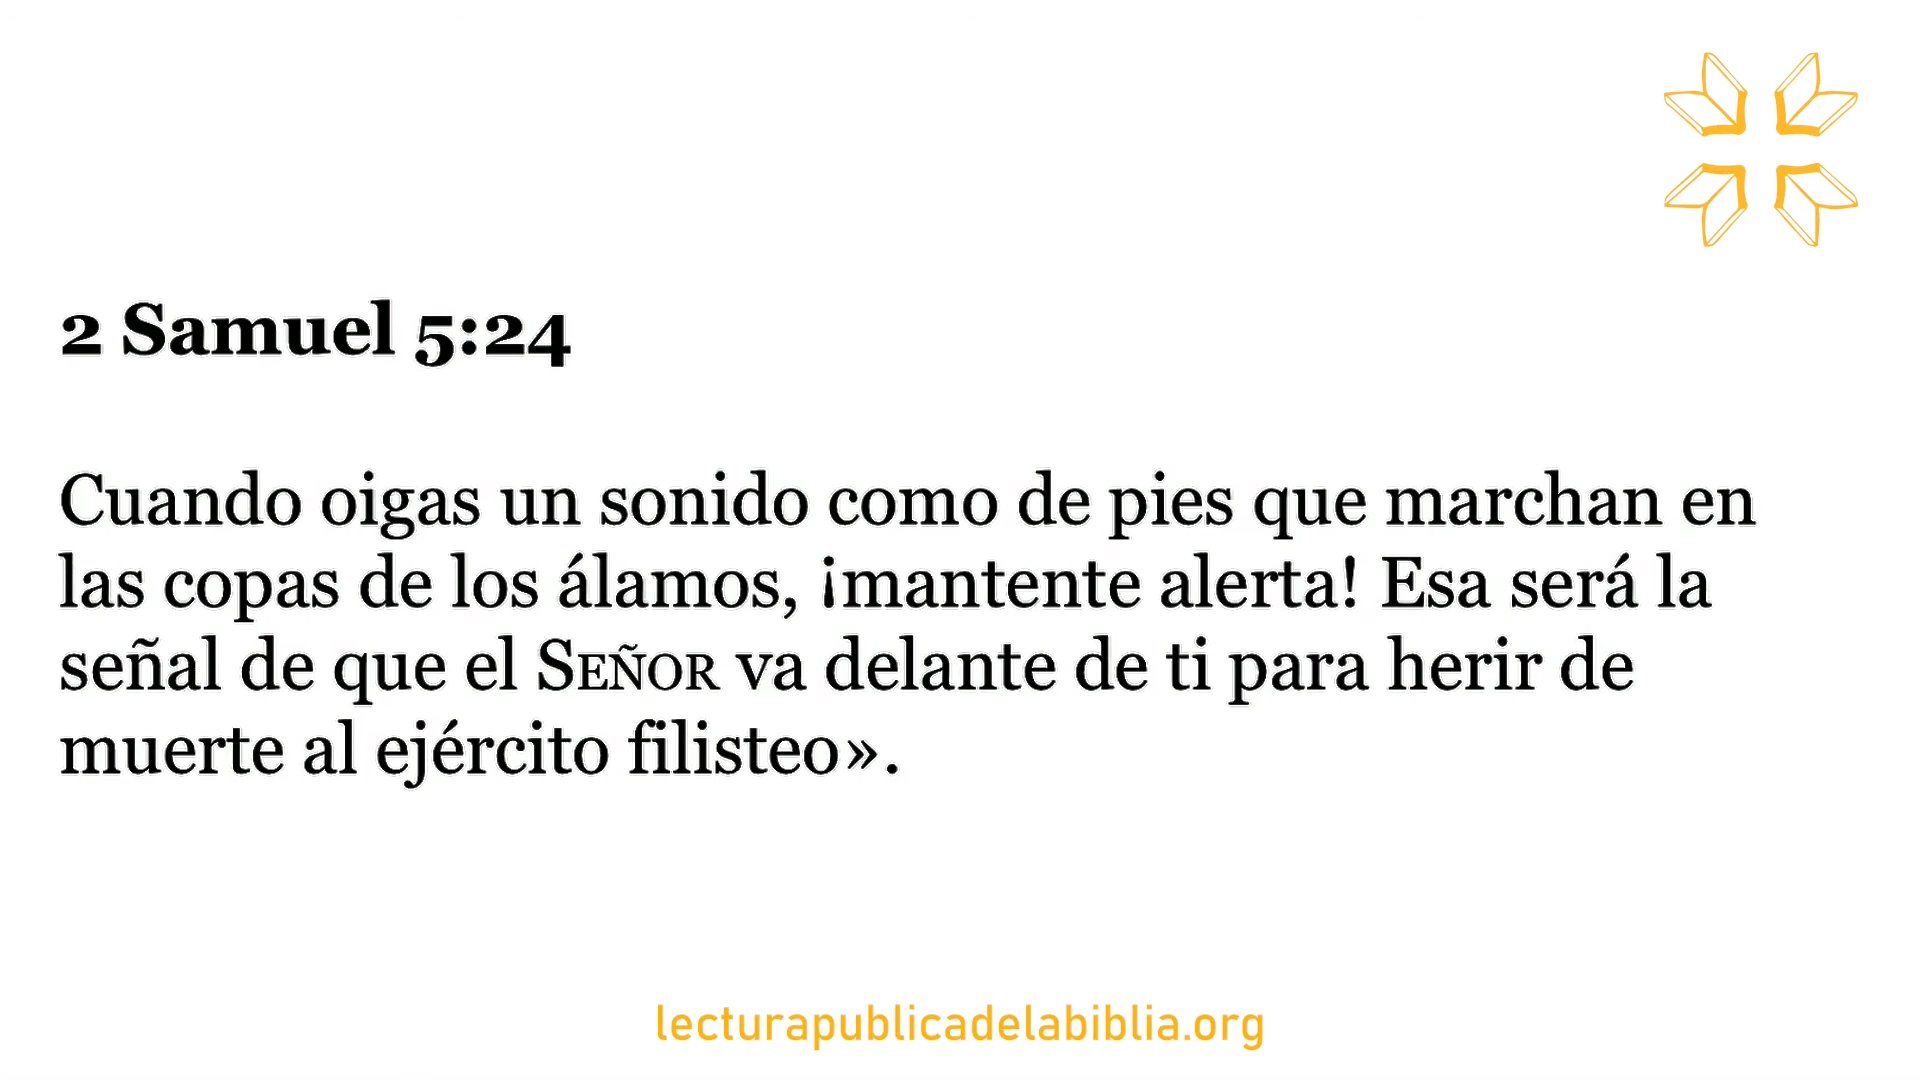 2 Samuel 5:24
Cuando oigas un sonido como de pies que marchan en
las copas de los álamos, ¡mantente alerta! Esa será la
señal de que el SEÑOR va delante de ti para herir de
muerte al ejército filisteo».
lecturapublicadelabiblia.org